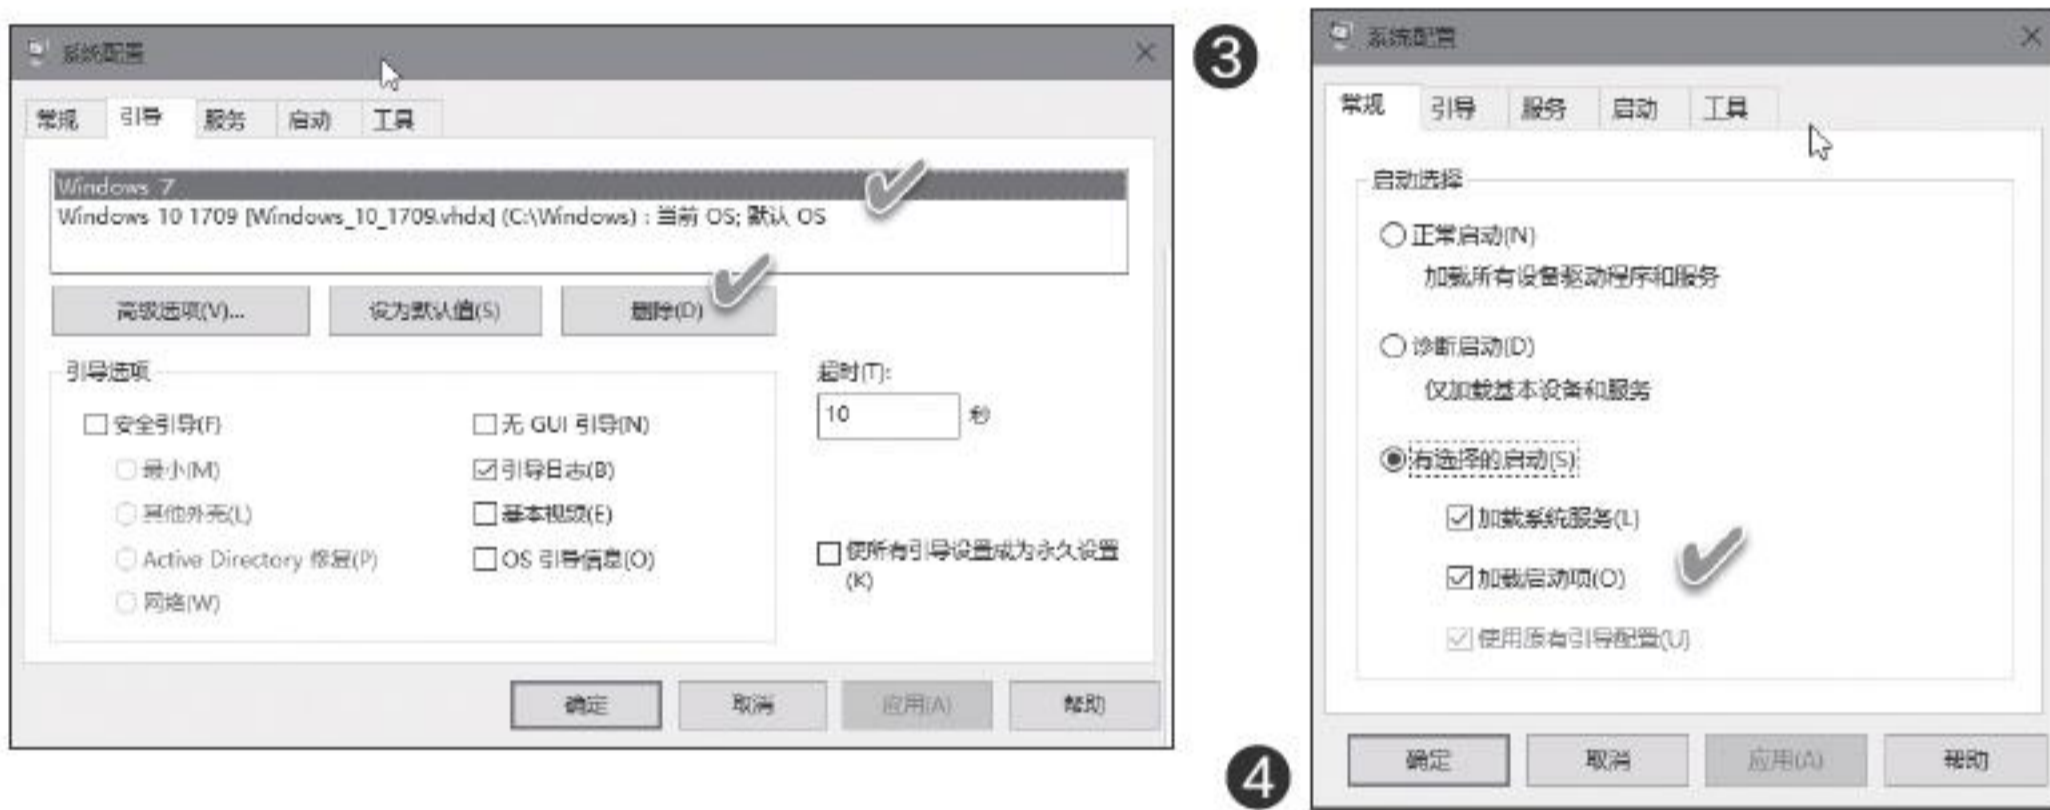 系统配置
常规 引导 服务 启动 工具
Windows 7
Windows 10 1709 [Windows_10_1709.vhdx] (C:\Windows) : 当前 OS; 默认 OS
高级选项(V)... 设为默认值(S) 删除(D)
引导选项
超时(T):
安全引导(F) 无 GUI 引导(N)
10 秒
最小(M) 引导日志(B)
其他外壳(L) 基本视频(E)
Active Directory 修复(P) OS 引导信息(O)
网络(W)
使所有引导设置成为永久设置
(K)
确定 取消 应用(A) 帮助
3
系统配置
常规 引导 服务 启动 工具
启动选择
正常启动(N)
加载所有设备驱动程序和服务
诊断启动(D)
仅加载基本设备和服务
有选择的启动(S)
加载系统服务(L)
加载启动项(O)
使用原有引导配置(U)
确定 取消 应用(A) 帮助
4